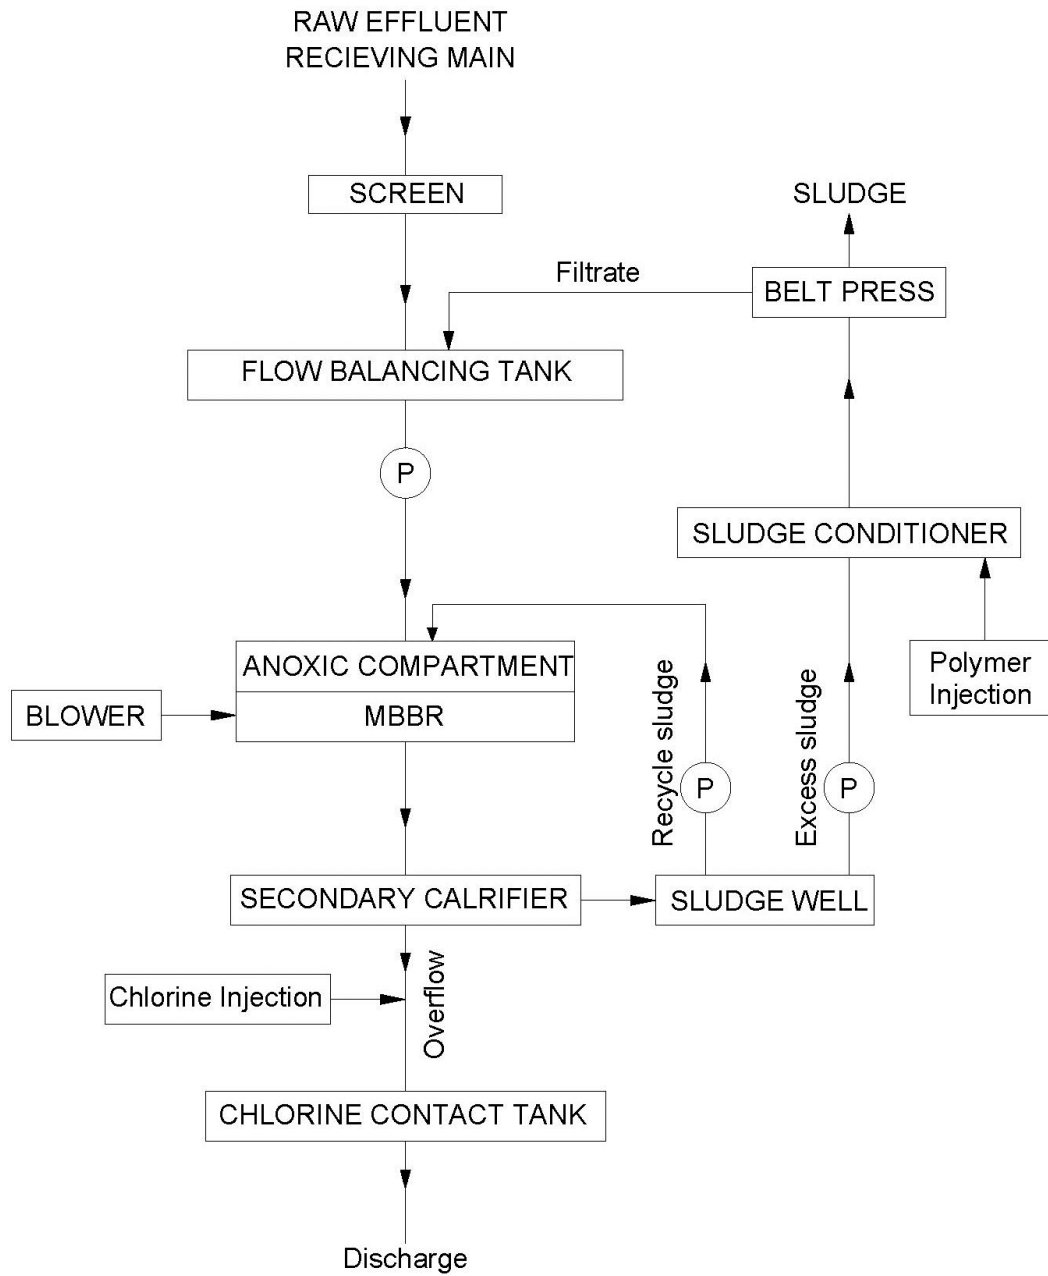 RAW EFFLUENT
RECIEVING MAIN
SCREEN
SLUDGE
Filtrate
BELT PRESS
FLOW BALANCING TANK
P
SLUDGE CONDITIONER
ANOXIC COMPARTMENT
Polymer
Injection
BLOWER
MBBR
Recycle sludge
P
Excess sludge
P
SECONDARY CALRIFIER
SLUDGE WELL
Chlorine Injection
Overflow
CHLORINE CONTACT TANK
Discharge